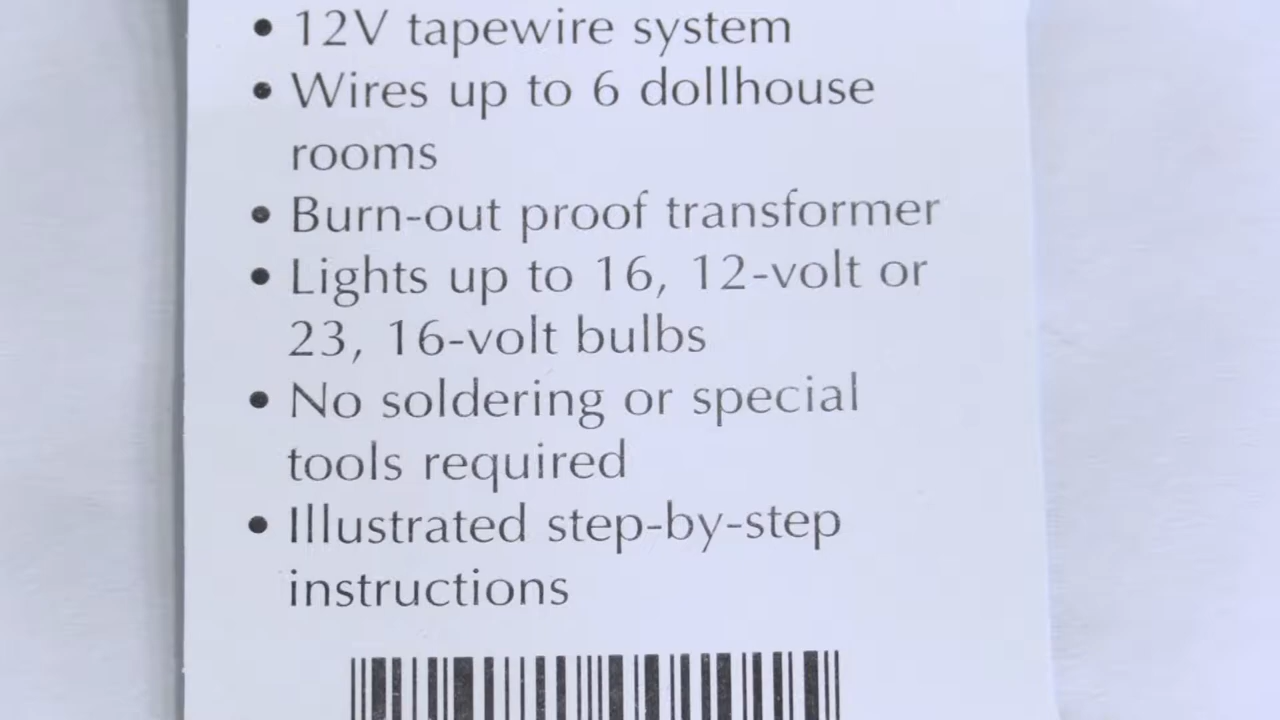 • 12V tapewire system
• Wires up to 6 dollhouse
rooms
• Burn-out proof transformer
• Lights up to 16, 12-volt or
23, 16-volt bulbs
• No soldering or special
tools required
• Illustrated step-by-step
instructions